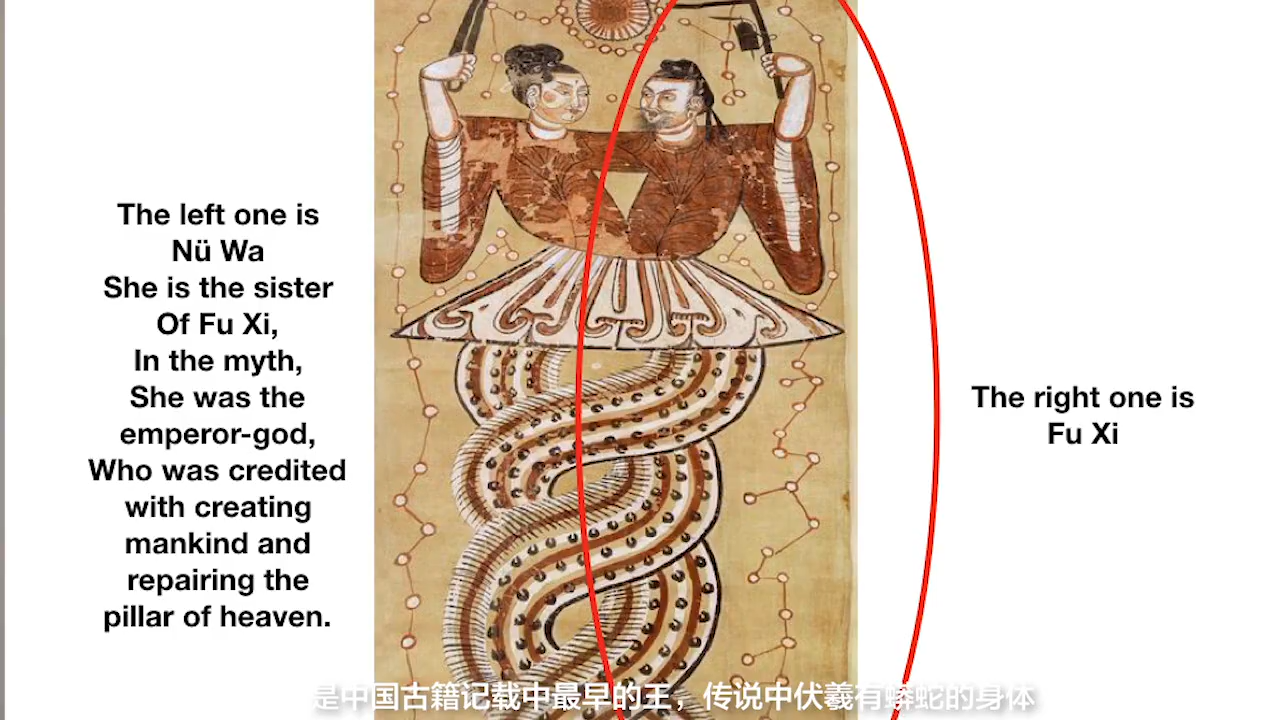 The left one is
Nü Wa
She is the sister
Of Fu Xi,
In the myth,
She was the
emperor-god,
Who was credited
with creating
mankind and
repairing the
pillar of heaven.
The right one is
Fu Xi
是中国古籍记载中最早的王，传说中伏羲有蟒蛇的身体